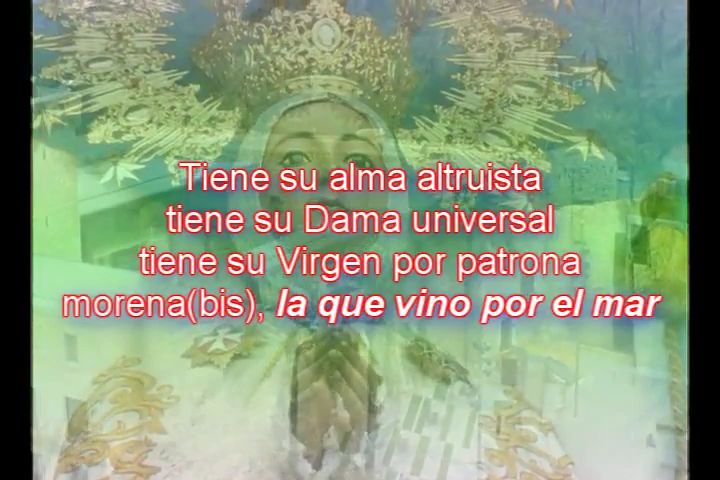 Tiene su alma altruista
tiene su Dama universal
tiene su Virgen por patrona
morena(bis), la que vino por el mar